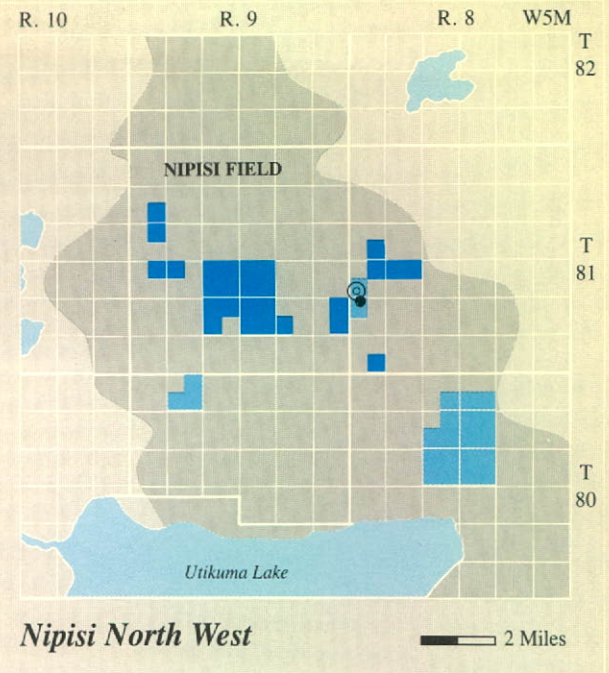 R. 10 R. 9 R. 8 W5M
T
82
NIPISI FIELD
T
81
T
80
Utikuma Lake
Nipisi North West
2 Miles